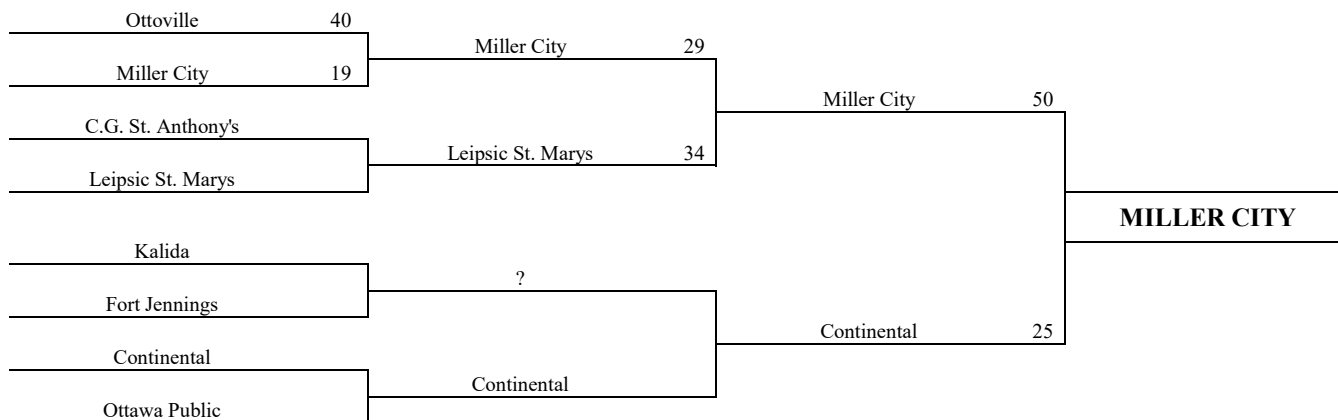 Ottoville 40
Miller City 29
Miller City 19
Miller City 50
C.G. St. Anthony's
Leipsic St. Marys 34
Leipsic St. Marys
MILLER CITY
Kalida
?
Fort Jennings
Continental 25
Continental
Continental
Ottawa Public